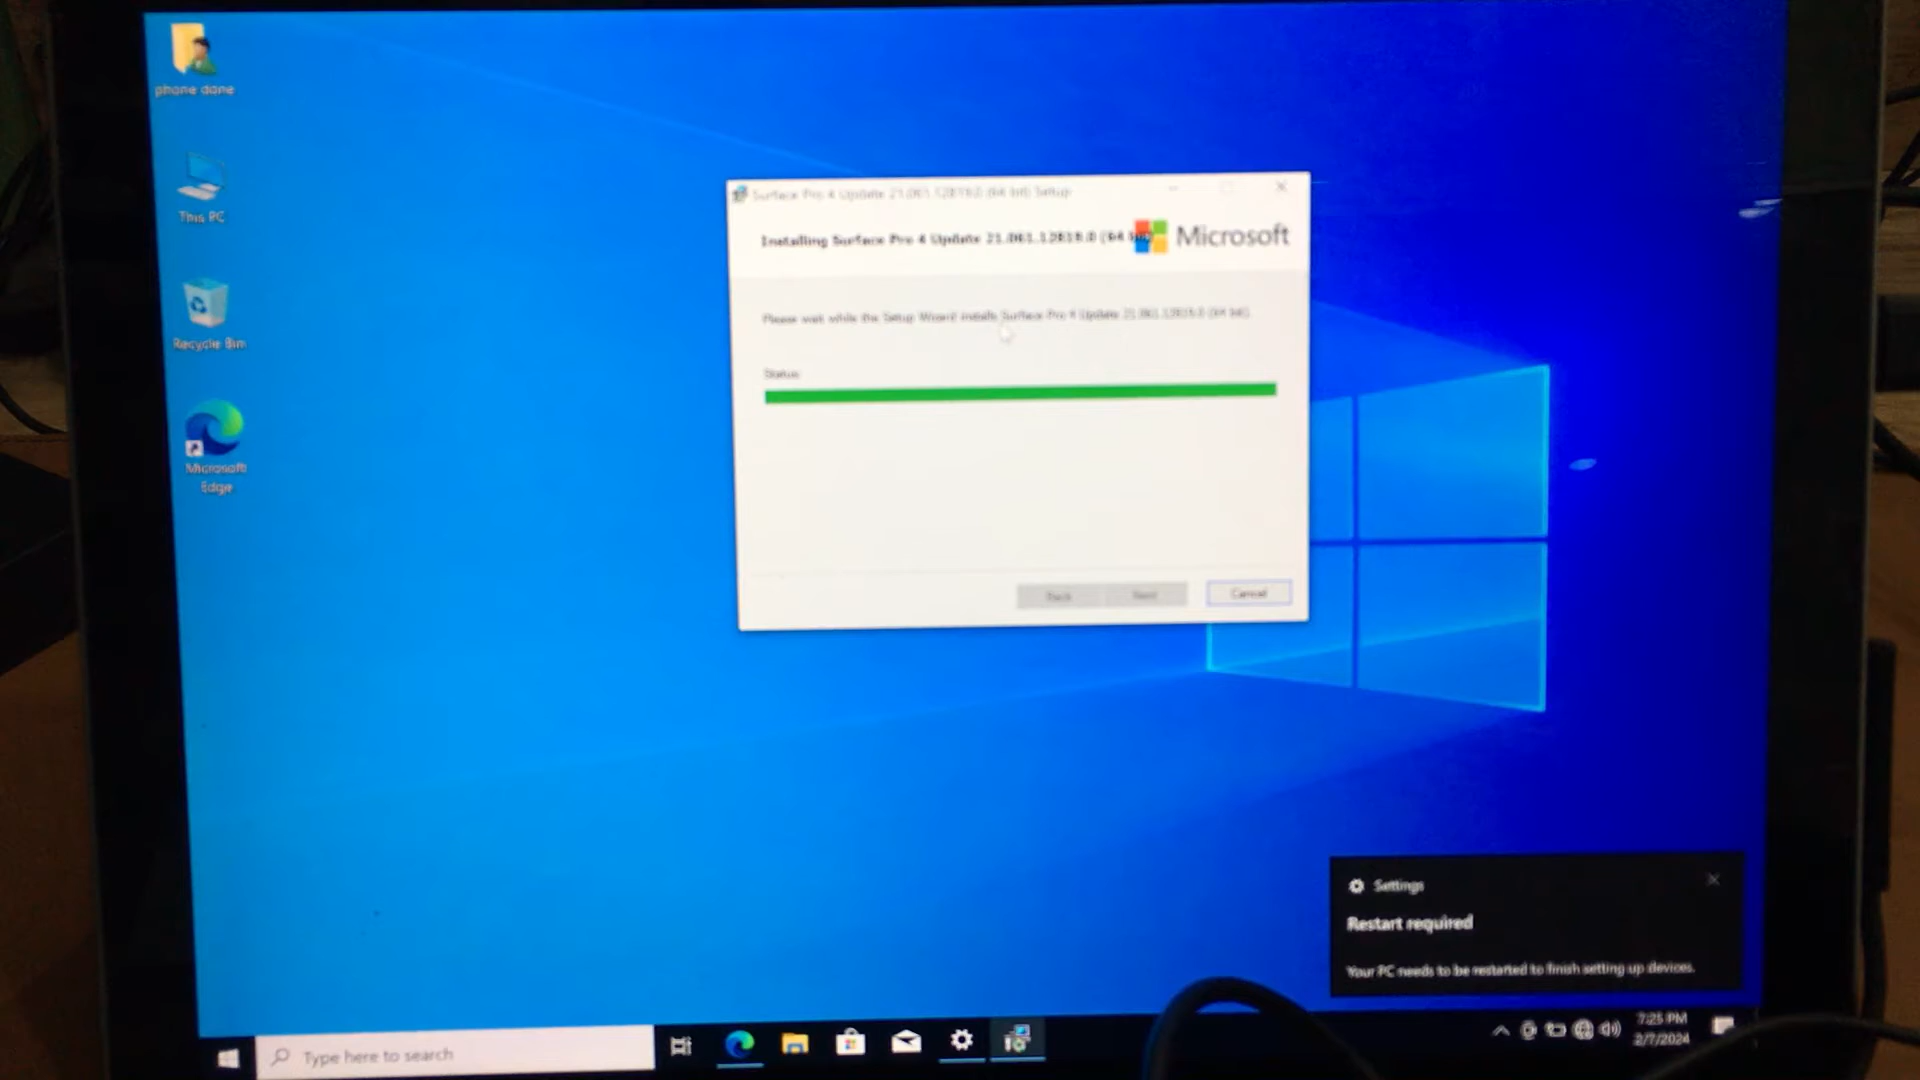 phone done
This PC
Recycle Bin
Microsoft
Edge
Surface Pro 4 Update 21.061.12818.0 (64 bit) Setup
Installing Surface Pro 4 Update 21.061.12818.0 (64 bit)
Microsoft
Please wait while the Setup Wizard installs Surface Pro 4 Update 21.061.12818.0 (64 bit).
Status:
Back
Next
Cancel
Settings
Restart required
Your PC needs to be restarted to finish setting up devices.
Type here to search
7:25 PM
2/7/2024